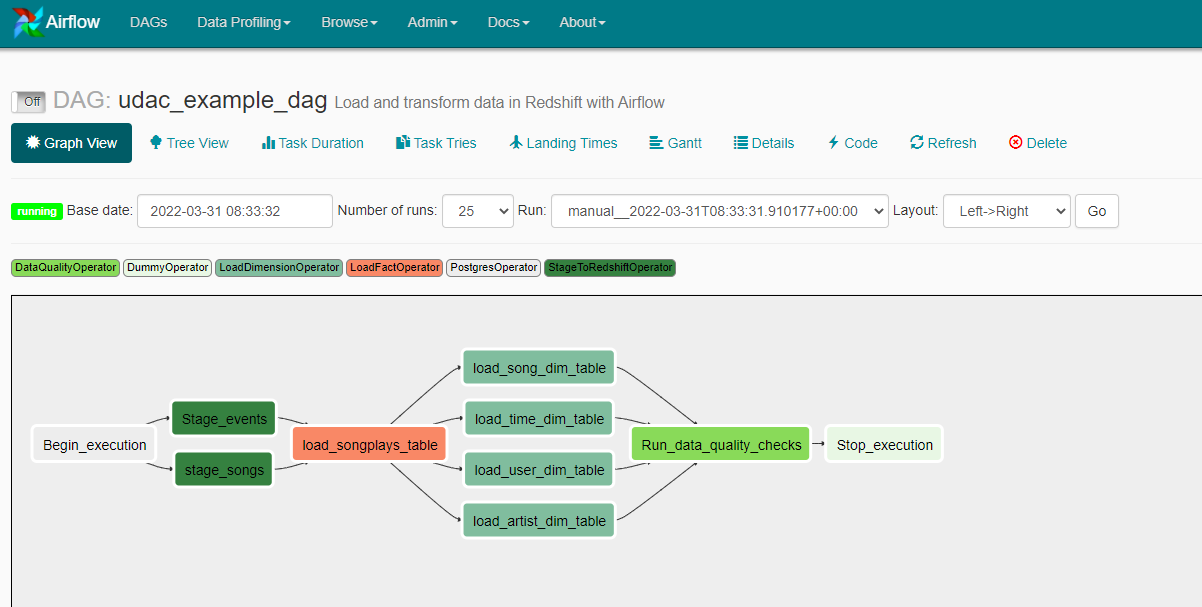 Airflow DAGs Data Profiling Browse Admin Docs About
Off DAG: udac_example_dag Load and transform data in Redshift with Airflow
Graph View Tree View Task Duration Task Tries Landing Times Gantt Details Code Refresh Delete
running Base date: 2022-03-31 08:33:32 Number of runs: 25 Run: manual__2022-03-31T08:33:31.910177+00:00 Layout: Left->Right Go
DataQualityOperator DummyOperator LoadDimensionOperator LoadFactOperator PostgresOperator StageToRedshiftOperator
Begin_execution
Stage_events
stage_songs
load_songplays_table
load_song_dim_table
load_time_dim_table
load_user_dim_table
load_artist_dim_table
Run_data_quality_checks
Stop_execution